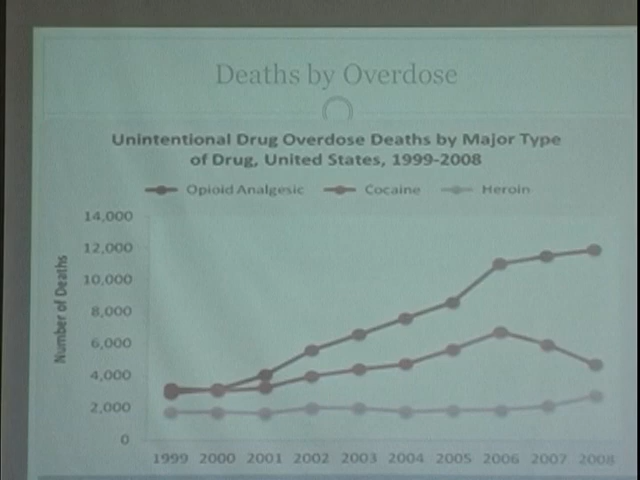 Deaths by Overdose
Unintentional Drug Overdose Deaths by Major Type
of Drug, United States, 1999-2008
Opioid Analgesic Cocaine Heroin
14,000
12,000
10,000
8,000
6,000
4,000
2,000
0
Number of Deaths
1999 2000 2001 2002 2003 2004 2005 2006 2007 2008